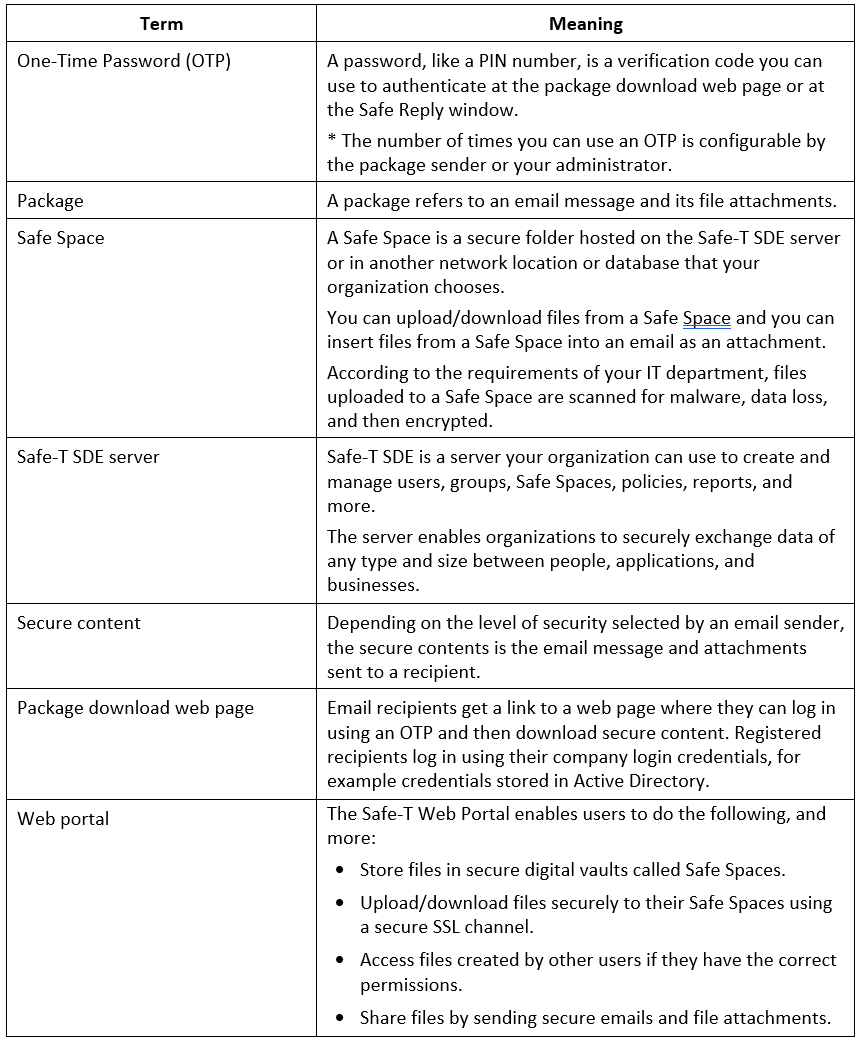 Term
Meaning
One-Time Password (OTP)
A password, like a PIN number, is a verification code you can
use to authenticate at the package download web page or at
the Safe Reply window.
* The number of times you can use an OTP is configurable by
the package sender or your administrator.
Package
A package refers to an email message and its file attachments.
Safe Space
A Safe Space is a secure folder hosted on the Safe-T SDE server
or in another network location or database that your
organization chooses.
You can upload/download files from a Safe Space and you can
insert files from a Safe Space into an email as an attachment.
According to the requirements of your IT department, files
uploaded to a Safe Space are scanned for malware, data loss,
and then encrypted.
Safe-T SDE server
Safe-T SDE is a server your organization can use to create and
manage users, groups, Safe Spaces, policies, reports, and
more.
The server enables organizations to securely exchange data of
any type and size between people, applications, and
businesses.
Secure content
Depending on the level of security selected by an email sender,
the secure contents is the email message and attachments
sent to a recipient.
Package download web page
Email recipients get a link to a web page where they can log in
using an OTP and then download secure content. Registered
recipients log in using their company login credentials, for
example credentials stored in Active Directory.
Web portal
The Safe-T Web Portal enables users to do the following, and
more:
• Store files in secure digital vaults called Safe Spaces.
• Upload/download files securely to their Safe Spaces using
a secure SSL channel.
• Access files created by other users if they have the correct
permissions.
• Share files by sending secure emails and file attachments.